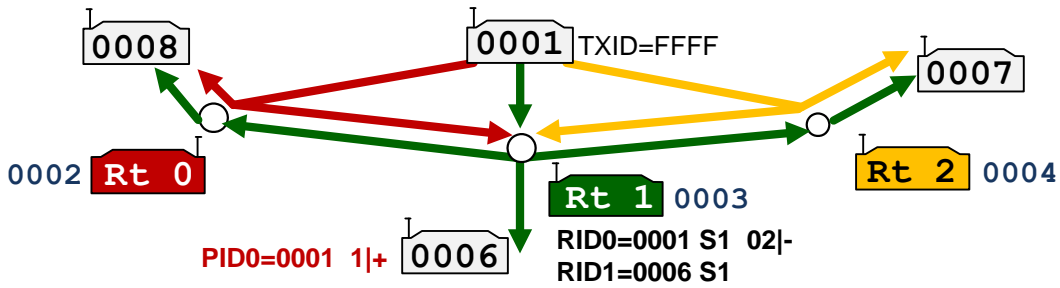 0008
0001 TXID=FFFF
0007
0002 Rt 0
Rt 2 0004
Rt 1 0003
PID0=0001 1|+ 0006
RID0=0001 S1 02|-
RID1=0006 S1